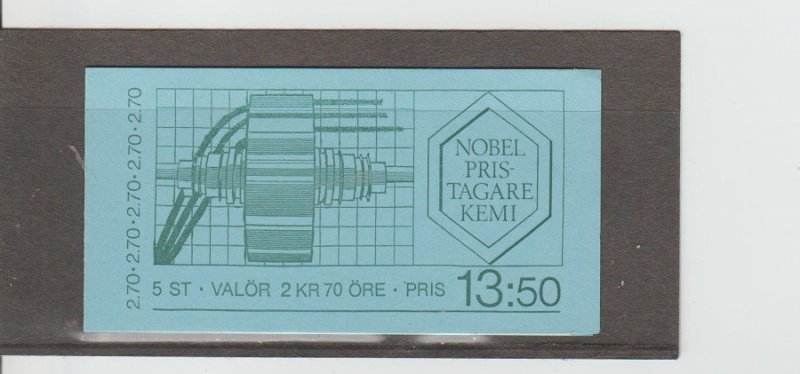 2.70 · 2.70 · 2.70 · 2.70 · 2.70
NOBEL
PRIS-
TAGARE
KEMI
5 ST · VALÖR 2 KR 70 ÖRE · PRIS 13:50